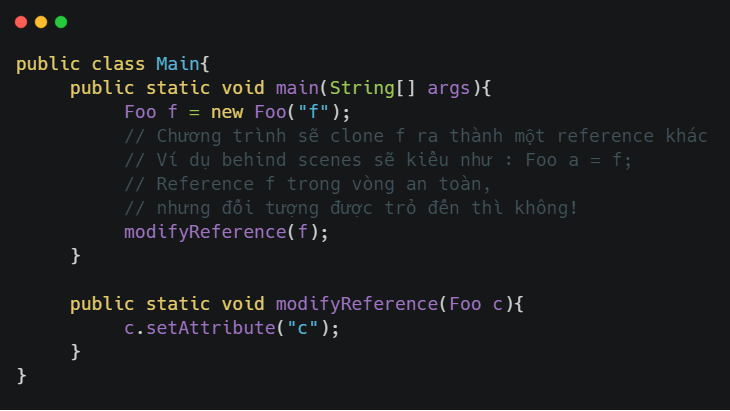 public class Main{
public static void main(String[] args){
Foo f = new Foo("f");
// Chương trình sẽ clone f ra thành một reference khác
// Ví dụ behind scenes sẽ kiểu như : Foo a = f;
// Reference f trong vòng an toàn,
// nhưng đối tượng được trỏ đến thì không!
modifyReference(f);
}
public static void modifyReference(Foo c){
c.setAttribute("c");
}
}